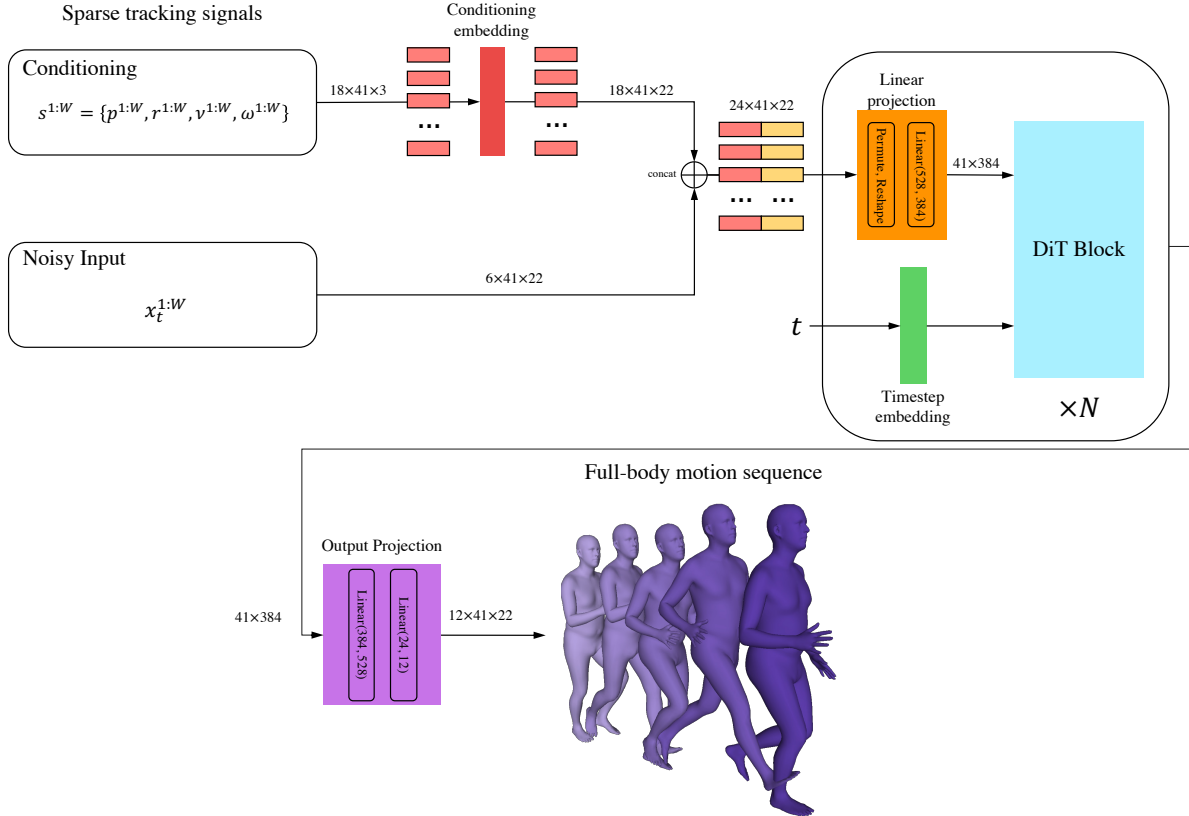 Sparse tracking signals
Conditioning
s^{1:W} = {p^{1:W}, r^{1:W}, ν^{1:W}, ω^{1:W}}
18×41×3
Conditioning
embedding
...
...
18×41×22
Noisy Input
x_t^{1:W}
6×41×22
concat
24×41×22
... ...
Linear
projection
Permute, Reshape
Linear(528, 384)
41×384
DiT Block
t
Timestep
embedding
×N
Full-body motion sequence
Output Projection
41×384
Linear(384, 528)
Linear(24, 12)
12×41×22